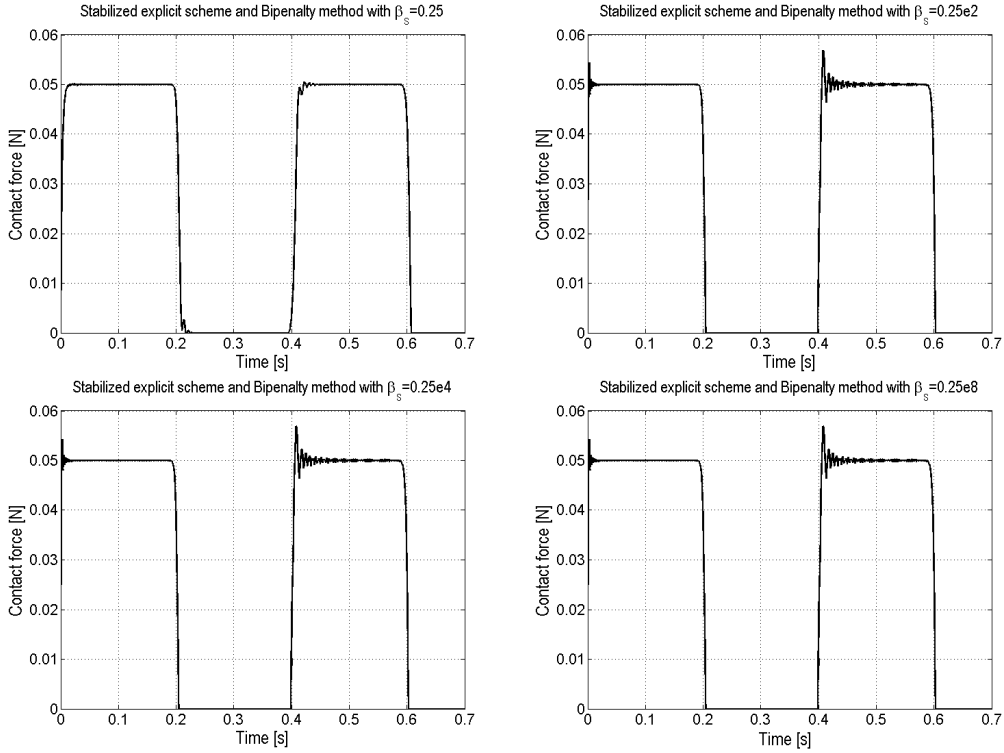 Stabilized explicit scheme and Bipenalty method with βS=0.25
0.06
0.05
0.04
0.03
0.02
0.01
0
Contact force [N]
0 0.1 0.2 0.3 0.4 0.5 0.6 0.7
Time [s]
Stabilized explicit scheme and Bipenalty method with βS=0.25e2
0.06
0.05
0.04
0.03
0.02
0.01
0
Contact force [N]
0 0.1 0.2 0.3 0.4 0.5 0.6 0.7
Time [s]
Stabilized explicit scheme and Bipenalty method with βS=0.25e4
0.06
0.05
0.04
0.03
0.02
0.01
0
Contact force [N]
0 0.1 0.2 0.3 0.4 0.5 0.6 0.7
Time [s]
Stabilized explicit scheme and Bipenalty method with βS=0.25e8
0.06
0.05
0.04
0.03
0.02
0.01
0
Contact force [N]
0 0.1 0.2 0.3 0.4 0.5 0.6 0.7
Time [s]